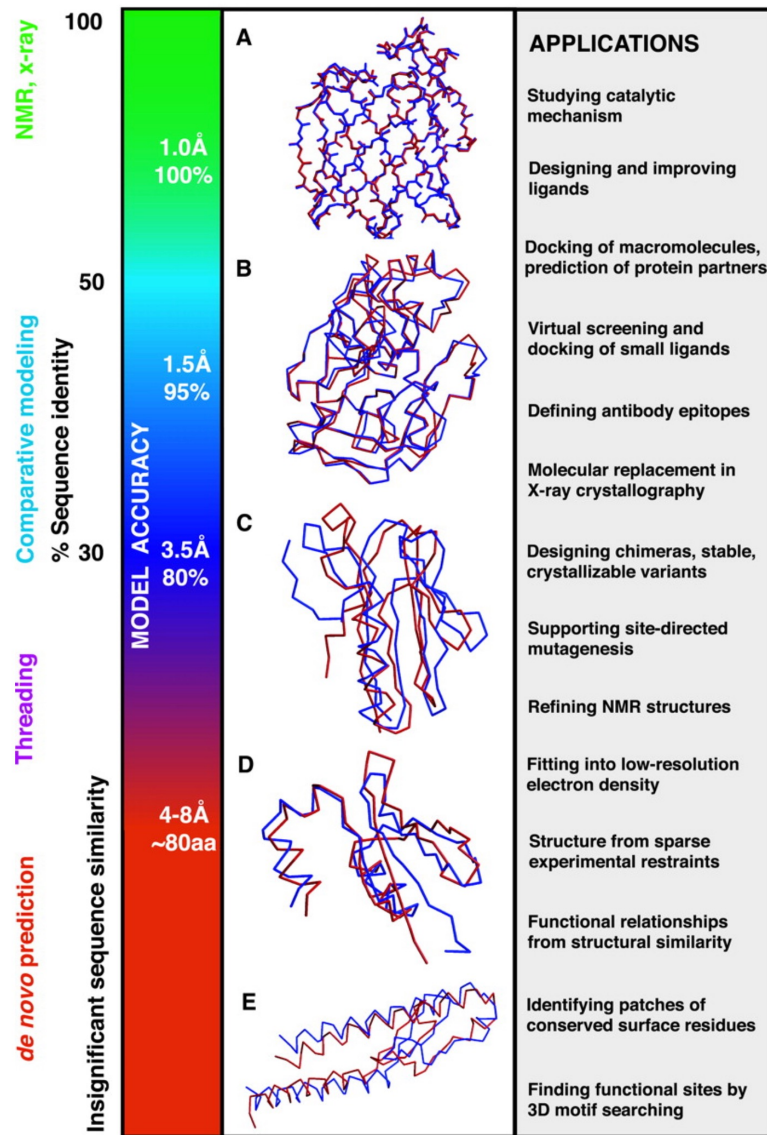 NMR, x-ray
Comparative modeling
Threading
de novo prediction
100
50
% Sequence identity
30
Insignificant sequence similarity
MODEL ACCURACY
1.0Å
100%
1.5Å
95%
3.5Å
80%
4-8Å
~80aa
A
B
C
D
E
APPLICATIONS
Studying catalytic
mechanism
Designing and improving
ligands
Docking of macromolecules,
prediction of protein partners
Virtual screening and
docking of small ligands
Defining antibody epitopes
Molecular replacement in
X-ray crystallography
Designing chimeras, stable,
crystallizable variants
Supporting site-directed
mutagenesis
Refining NMR structures
Fitting into low-resolution
electron density
Structure from sparse
experimental restraints
Functional relationships
from structural similarity
Identifying patches of
conserved surface residues
Finding functional sites by
3D motif searching